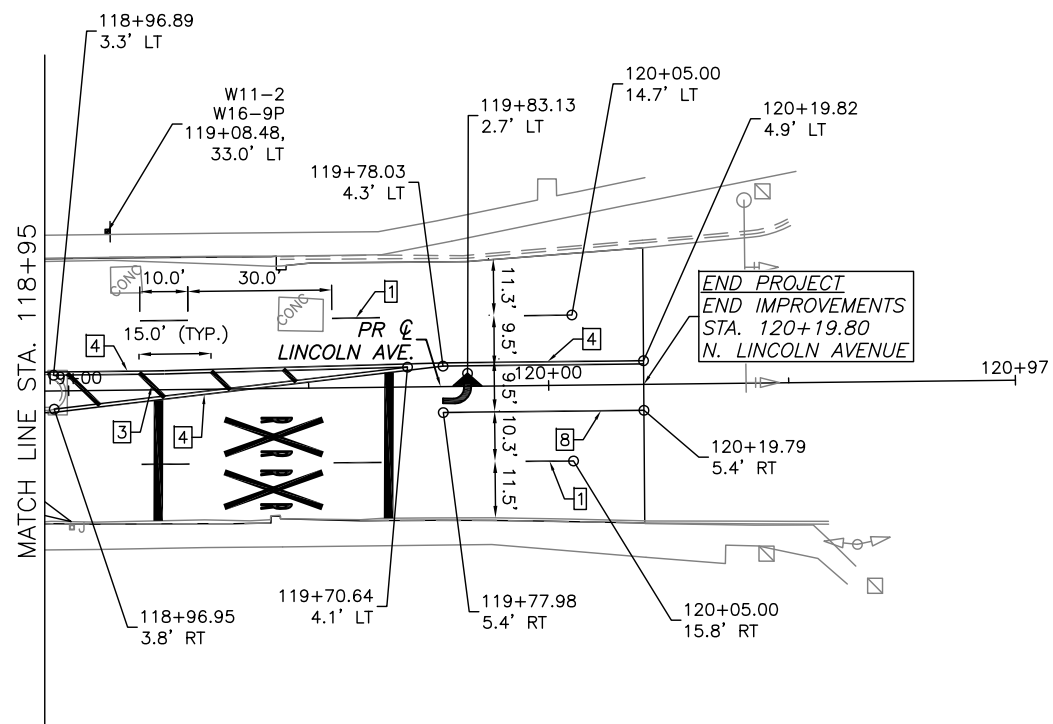 118+96.89
3.3' LT
W11-2
W16-9P
119+08.48,
33.0' LT
119+83.13
2.7' LT
120+05.00
14.7' LT
120+19.82
4.9' LT
119+78.03
4.3' LT
MATCH LINE STA. 118+95
CONC
10.0'
30.0'
CONC
1
11.3'
15.0' (TYP.)
PR ℄
LINCOLN AVE.
9.5'
4
END PROJECT
END IMPROVEMENTS
STA. 120+19.80
N. LINCOLN AVENUE
4
119+00
120+00
120+97
9.5'
3
4
8
10.3'
R R
R R
1
11.5'
120+19.79
5.4' RT
J
118+96.95
3.8' RT
119+70.64
4.1' LT
119+77.98
5.4' RT
120+05.00
15.8' RT